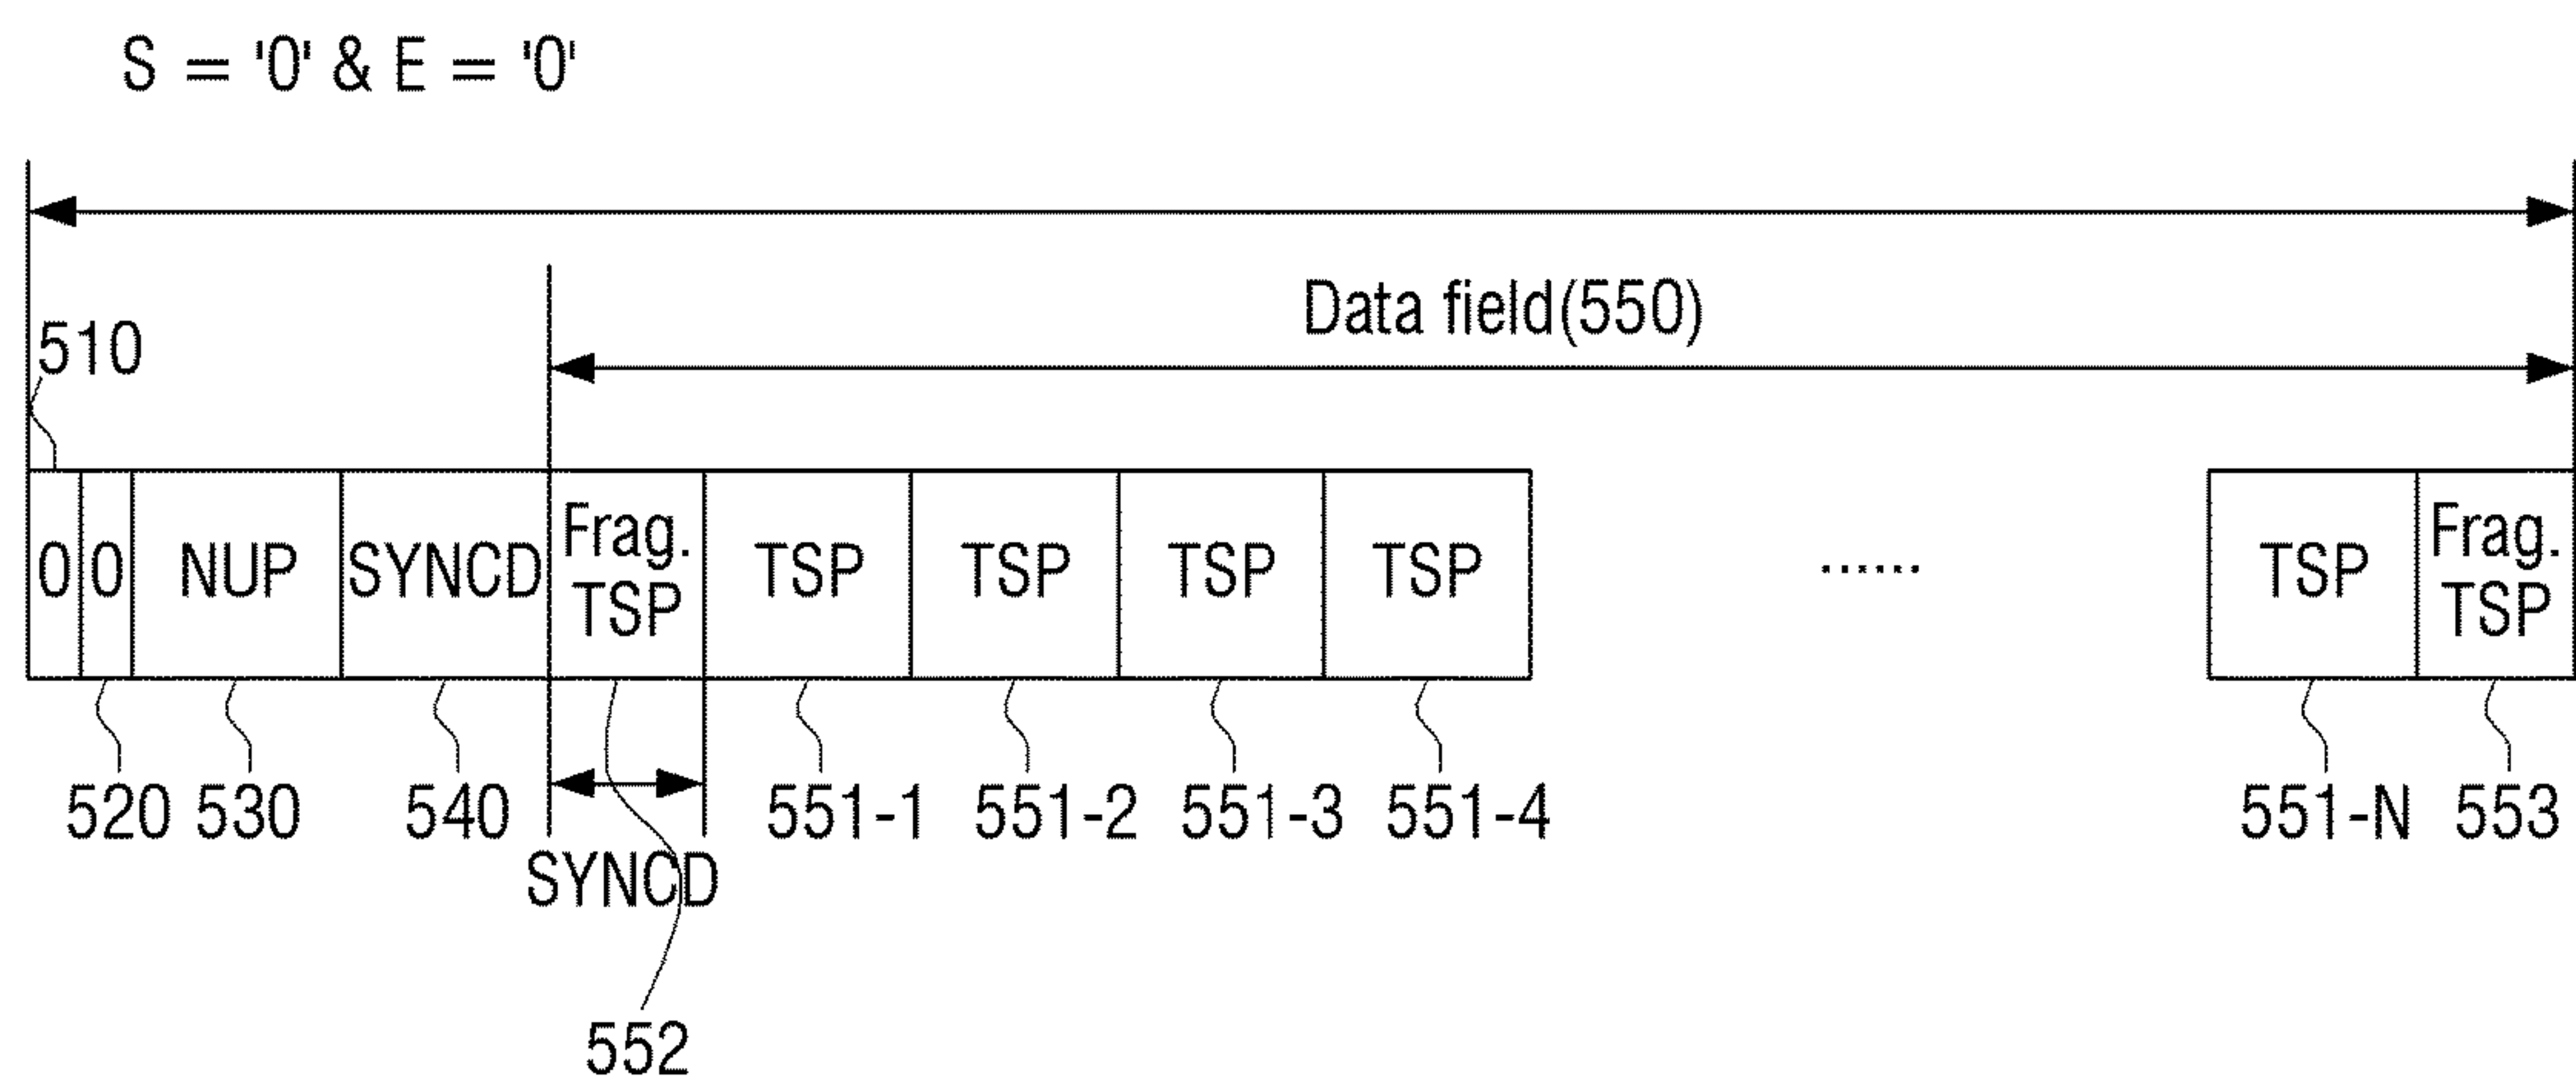 S = '0' & E = '0'
Data field(550)
510
0 0 NUP SYNCD Frag. TSP TSP TSP TSP TSP ...... TSP Frag. TSP
520 530 540 551-1 551-2 551-3 551-4 551-N 553
SYNCD
552